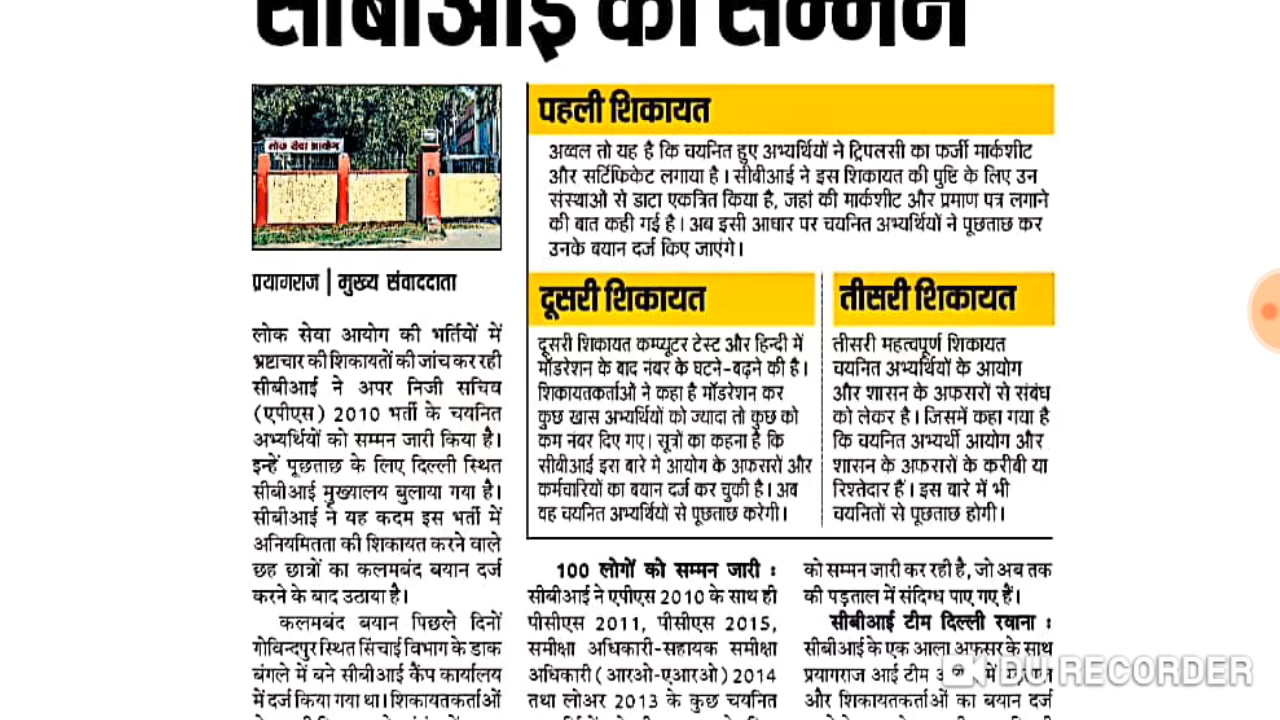 सीबीआई का सम्मन
लोक सेवा आयोग
प्रयागराज | मुख्य संवाददाता
लोक सेवा आयोग की भर्तियों में
भ्रष्टाचार की शिकायतों की जांच कर रही
सीबीआई ने अपर निजी सचिव
(एपीएस) 2010 भर्ती के चयनित
अभ्यर्थियों को सम्मन जारी किया है।
इन्हें पूछताछ के लिए दिल्ली स्थित
सीबीआई मुख्यालय बुलाया गया है।
सीबीआई ने यह कदम इस भर्ती में
अनियमितता की शिकायत करने वाले
छह छात्रों का कलमबंद बयान दर्ज
करने के बाद उठाया है।
कलमबंद बयान पिछले दिनों
गोविन्दपुर स्थित सिंचाई विभाग के डाक
बंगले में बने सीबीआई कैंप कार्यालय
में दर्ज किया गया था। शिकायतकर्ताओं
पहली शिकायत
अव्वल तो यह है कि चयनित हुए अभ्यर्थियों ने ट्रिपलसी का फर्जी मार्कशीट
और सर्टिफिकेट लगाया है। सीबीआई ने इस शिकायत की पुष्टि के लिए उन
संस्थाओं से डाटा एकत्रित किया है, जहां की मार्कशीट और प्रमाण पत्र लगाने
की बात कही गई है। अब इसी आधार पर चयनित अभ्यर्थियों ने पूछताछ कर
उनके बयान दर्ज किए जाएंगे।
दूसरी शिकायत
दूसरी शिकायत कम्प्यूटर टेस्ट और हिन्दी में
मॉडरेशन के बाद नंबर के घटने-बढ़ने की है।
शिकायतकर्ताओं ने कहा है मॉडरेशन कर
कुछ खास अभ्यर्थियों को ज्यादा तो कुछ को
कम नंबर दिए गए। सूत्रों का कहना है कि
सीबीआई इस बारे मे आयोग के अफसरों और
कर्मचारियों का बयान दर्ज कर चुकी है। अब
वह चयनित अभ्यर्थियों से पूछताछ करेगी।
तीसरी शिकायत
तीसरी महत्वपूर्ण शिकायत
चयनित अभ्यर्थियों के आयोग
और शासन के अफसरों से संबंध
को लेकर है। जिसमें कहा गया है
कि चयनित अभ्यर्थी आयोग और
शासन के अफसरों के करीबी या
रिश्तेदार हैं। इस बारे में भी
चयनितों से पूछताछ होगी।
100 लोगों को सम्मन जारी :
सीबीआई ने एपीएस 2010 के साथ ही
पीसीएस 2011, पीसीएस 2015,
समीक्षा अधिकारी-सहायक समीक्षा
अधिकारी (आरओ-एआरओ) 2014
तथा लोअर 2013 के कुछ चयनित
को सम्मन जारी कर रही है, जो अब तक
की पड़ताल में संदिग्ध पाए गए हैं।
सीबीआई टीम दिल्ली रवाना :
सीबीआई के एक आला अफसर के साथ
प्रयागराज आई टीम
और शिकायतकर्ताओं का बयान दर्ज
DU RECORDER